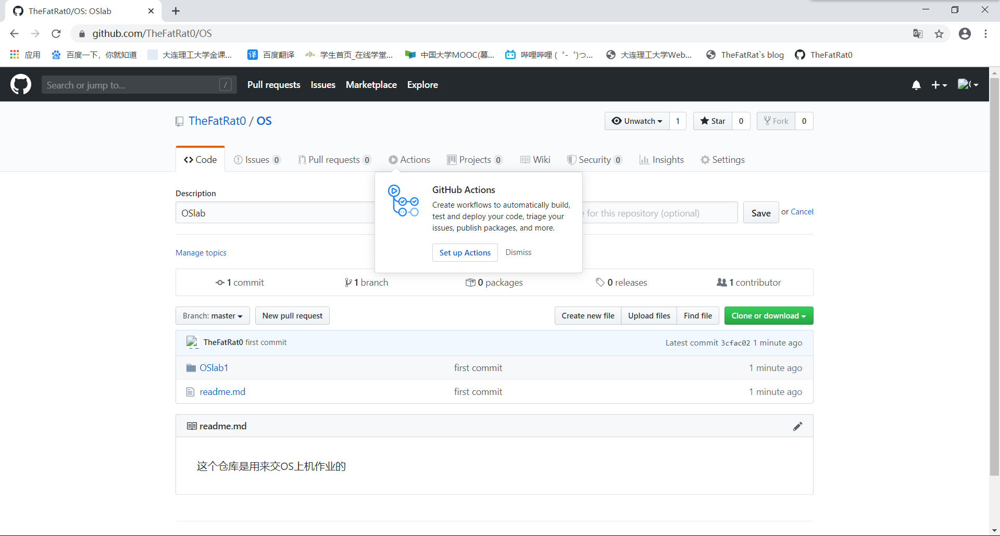 TheFatRat0/OS: OSlab
github.com/TheFatRat0/OS
应用 百度一下，你就知道 大连理工大学金课... 译 百度翻译 学生首页_在线学堂... 中国大学MOOC(慕... 哔哩哔哩 (゜-゜)つ... 大连理工大学Web... TheFatRat`s blog TheFatRat0
Search or jump to... / Pull requests Issues Marketplace Explore
TheFatRat0 / OS Unwatch 1 Star 0 Fork 0
Code Issues 0 Pull requests 0 Actions Projects 0 Wiki Security 0 Insights Settings
GitHub Actions
Create workflows to automatically build,
test and deploy your code, triage your
issues, publish packages, and more.
Set up Actions Dismiss
Description
OSlab for this repository (optional) Save or Cancel
Manage topics
1 commit 1 branch 0 packages 0 releases 1 contributor
Branch: master New pull request Create new file Upload files Find file Clone or download
TheFatRat0 first commit Latest commit 3cfac02 1 minute ago
OSlab1 first commit 1 minute ago
readme.md first commit 1 minute ago
readme.md
这个仓库是用来交OS上机作业的